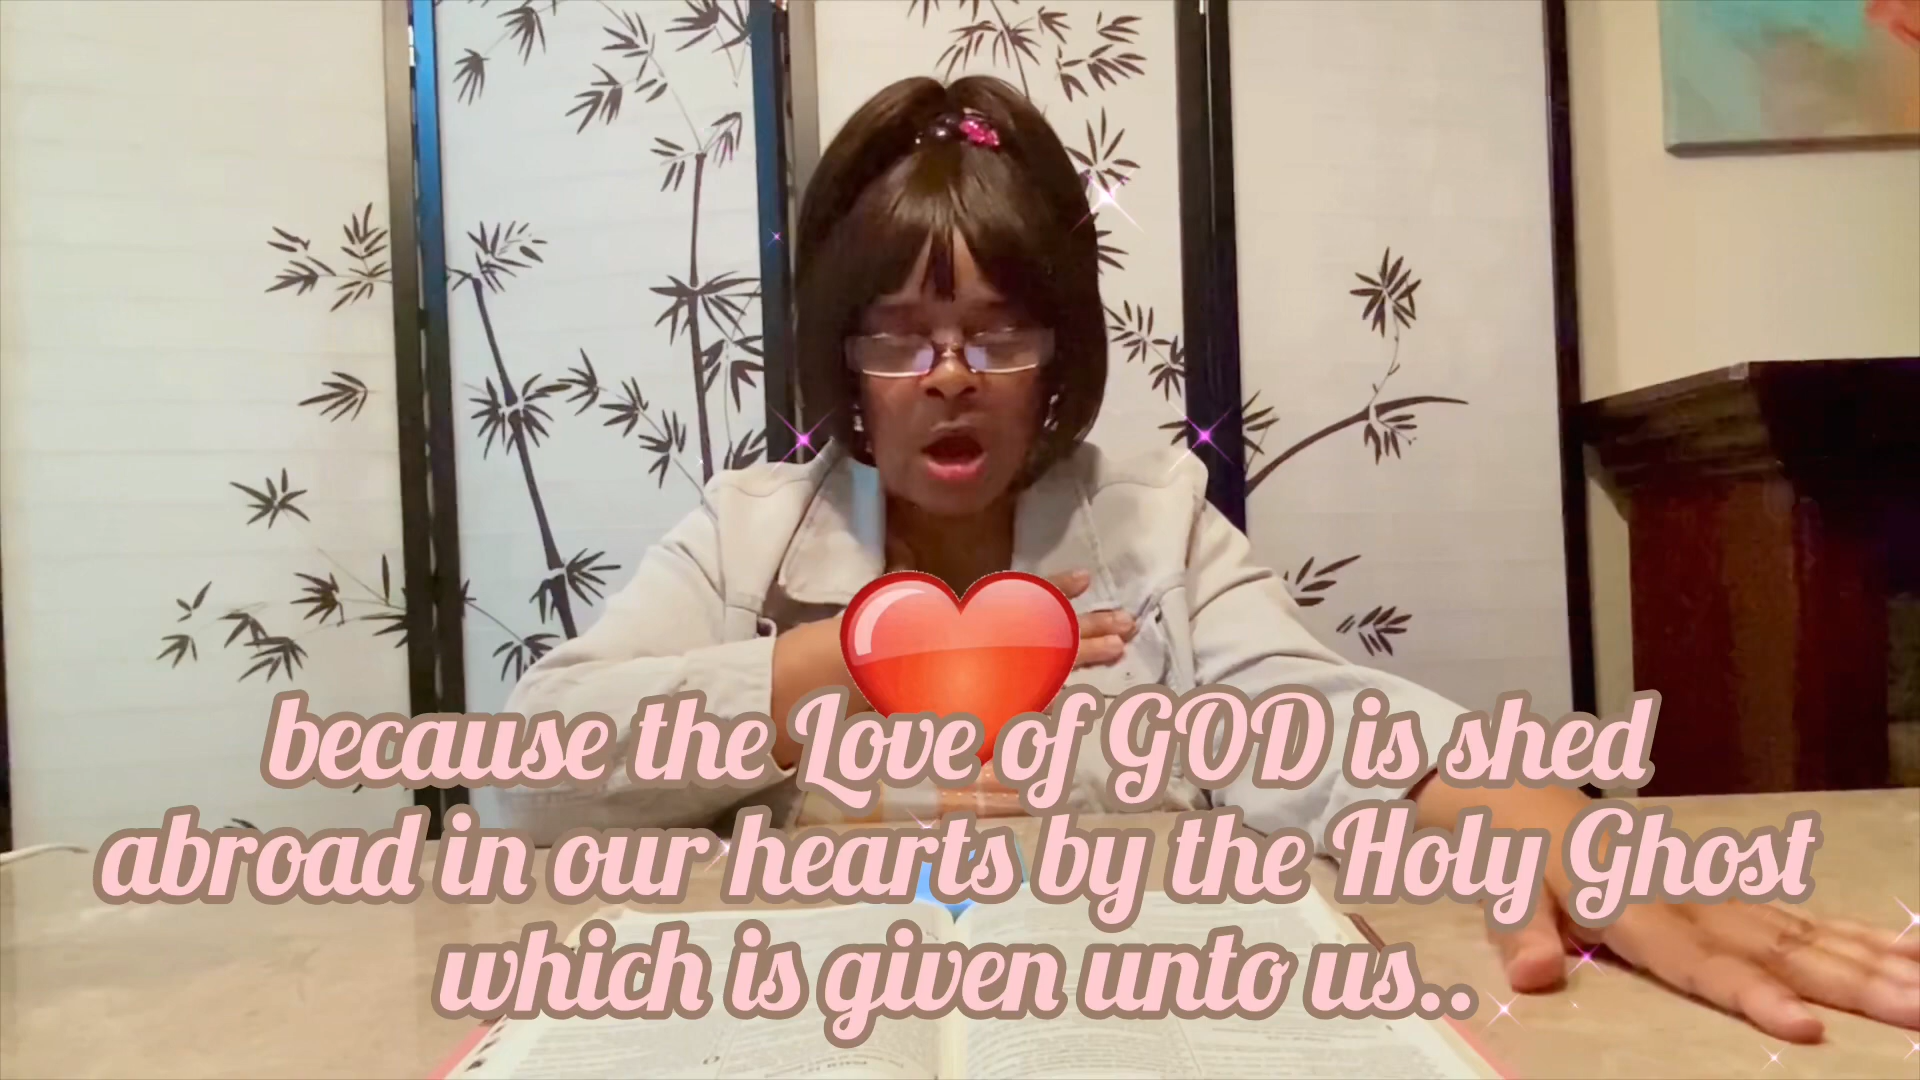 because the Love of GOD is shed
abroad in our hearts by the Holy Ghost
which is given unto us..